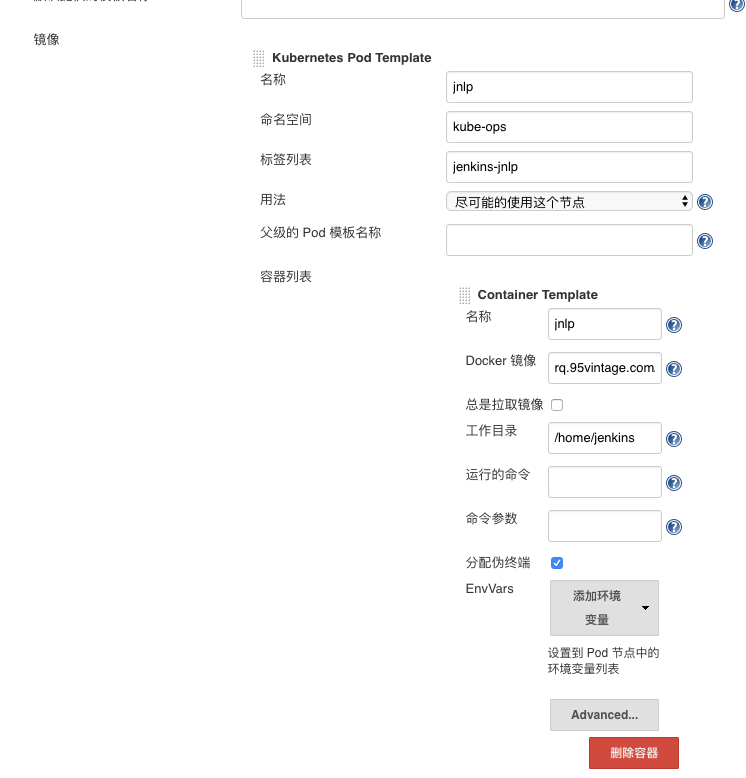 镜像
Kubernetes Pod Template
名称
jnlp
命名空间
kube-ops
标签列表
jenkins-jnlp
用法
尽可能的使用这个节点
父级的 Pod 模板名称
容器列表
Container Template
名称
jnlp
Docker 镜像
rq.95vintage.com
总是拉取镜像
工作目录
/home/jenkins
运行的命令
命令参数
分配伪终端
EnvVars
添加环境
变量
设置到 Pod 节点中的
环境变量列表
Advanced...
删除容器